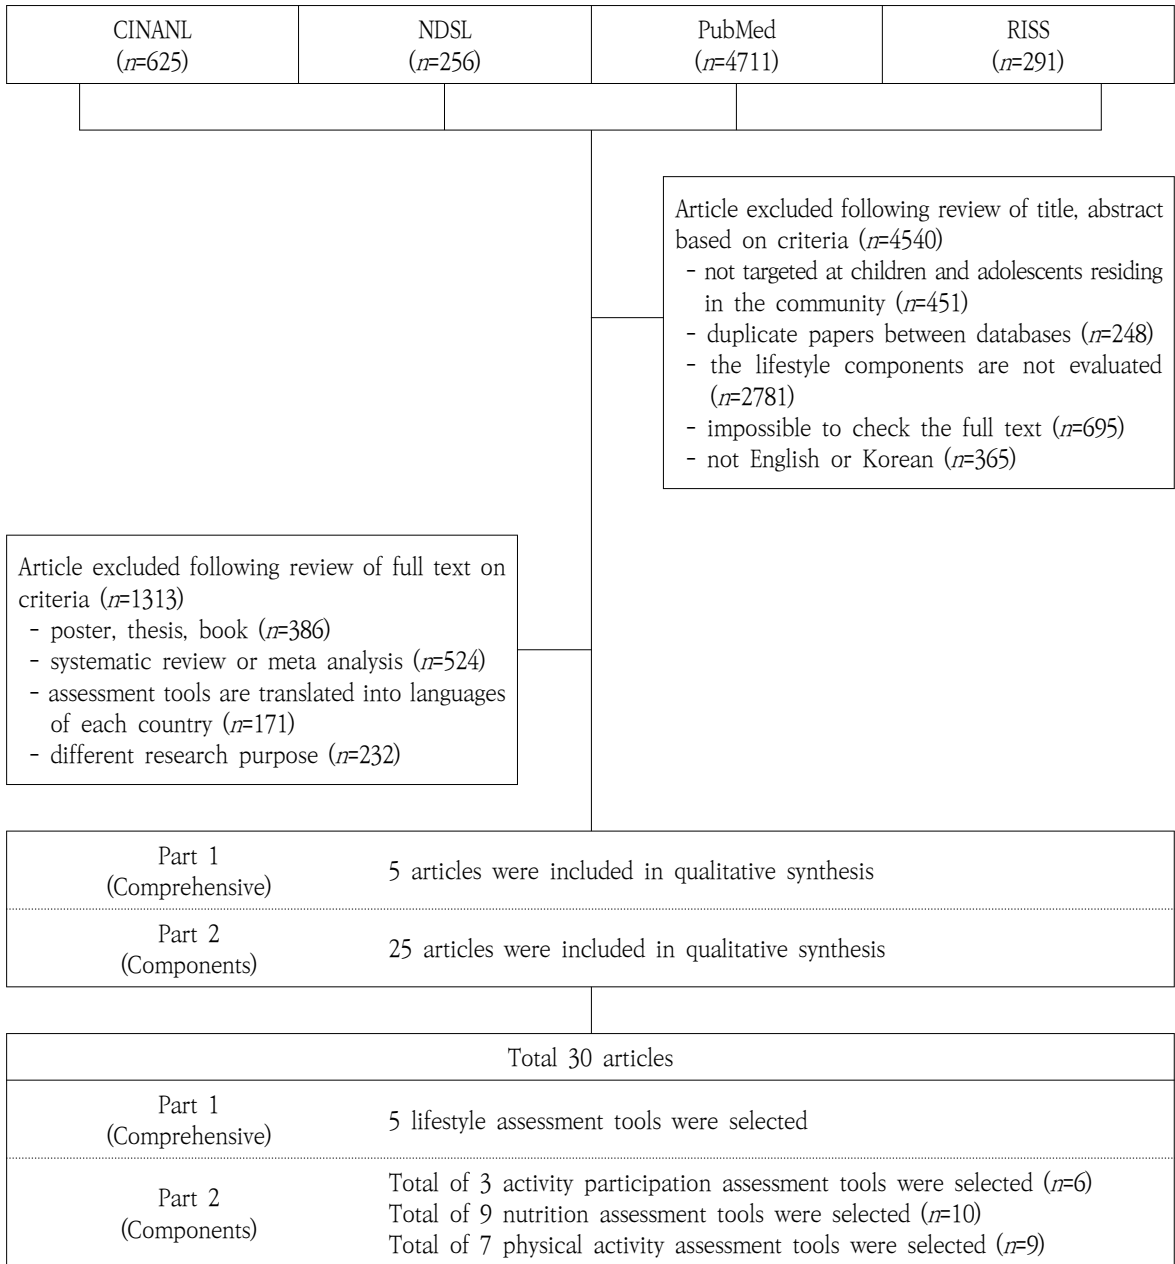 CINANL
(n=625)
NDSL
(n=256)
PubMed
(n=4711)
RISS
(n=291)
Article excluded following review of title, abstract
based on criteria (n=4540)
- not targeted at children and adolescents residing
in the community (n=451)
- duplicate papers between databases (n=248)
- the lifestyle components are not evaluated
(n=2781)
- impossible to check the full text (n=695)
- not English or Korean (n=365)
Article excluded following review of full text on
criteria (n=1313)
- poster, thesis, book (n=386)
- systematic review or meta analysis (n=524)
- assessment tools are translated into languages
of each country (n=171)
- different research purpose (n=232)
Part 1
(Comprehensive)
5 articles were included in qualitative synthesis
Part 2
(Components)
25 articles were included in qualitative synthesis
Total 30 articles
Part 1
(Comprehensive)
5 lifestyle assessment tools were selected
Part 2
(Components)
Total of 3 activity participation assessment tools were selected (n=6)
Total of 9 nutrition assessment tools were selected (n=10)
Total of 7 physical activity assessment tools were selected (n=9)